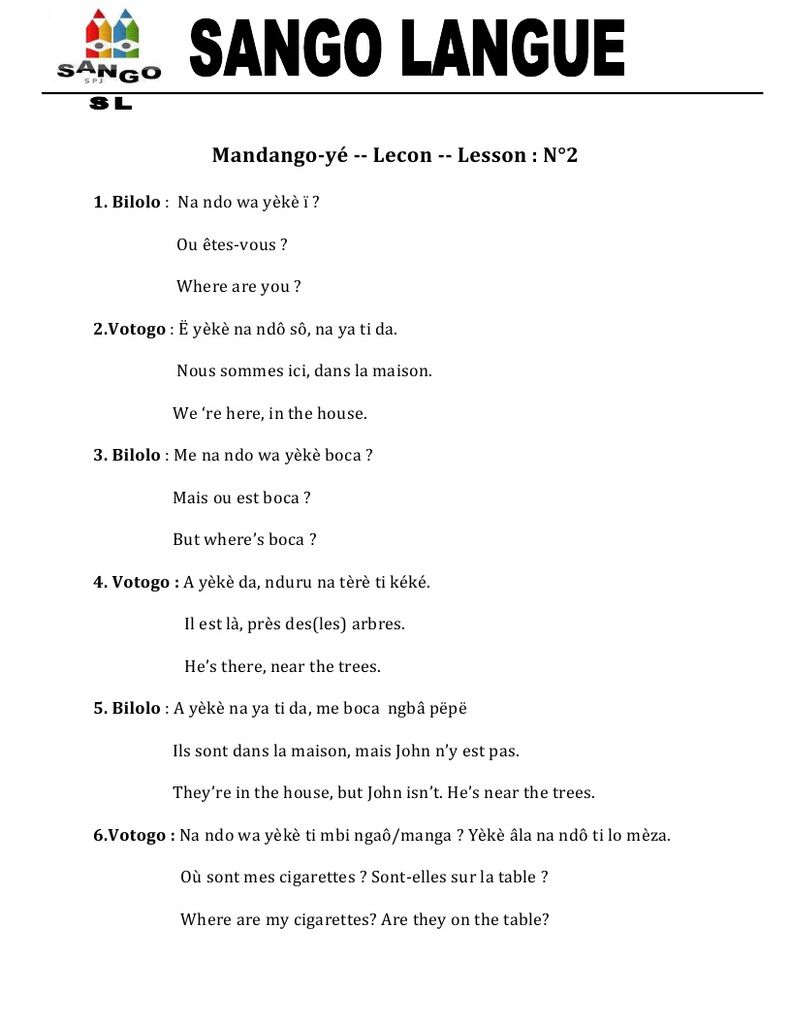 SANGO
SPJ
SL
SANGO LANGUE
Mandango-yé -- Lecon -- Lesson : N°2
1. Bilolo : Na ndo wa yèkè ï ?
Ou êtes-vous ?
Where are you ?
2.Votogo : Ë yèkè na ndô sô, na ya ti da.
Nous sommes ici, dans la maison.
We ‘re here, in the house.
3. Bilolo : Me na ndo wa yèkè boca ?
Mais ou est boca ?
But where’s boca ?
4. Votogo : A yèkè da, nduru na tèrè ti kéké.
Il est là, près des(les) arbres.
He’s there, near the trees.
5. Bilolo : A yèkè na ya ti da, me boca ngbâ pëpë
Ils sont dans la maison, mais John n’y est pas.
They’re in the house, but John isn’t. He’s near the trees.
6.Votogo : Na ndo wa yèkè ti mbi ngaô/manga ? Yèkè âla na ndô ti lo mèza.
Où sont mes cigarettes ? Sont-elles sur la table ?
Where are my cigarettes? Are they on the table?